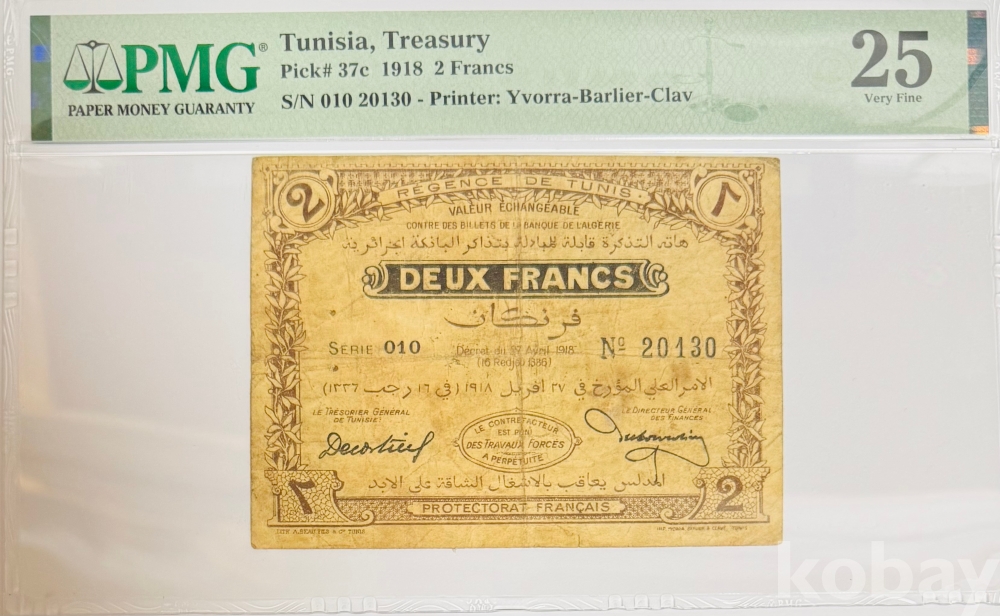 PMG®
PAPER MONEY GUARANTY
Tunisia, Treasury
Pick# 37c 1918 2 Francs
S/N 010 20130 - Printer: Yvorra-Barlier-Clav
25
Very Fine
2
RÉGENCE DE TUNIS
٢
VALEUR ÉCHANGEABLE
CONTRE DES BILLETS DE LA BANQUE DE L'ALGÉRIE
هاته التذكرة قابلة للمبادلة بتذاكر البانكة الجزائرية
DEUX FRANCS
فرنكان
SÉRIE 010
Décret du 27 Avril 1918
(16 Redjeb 1336)
Nº 20130
الامر العلي المؤرخ في ٢٧ افريل ١٩١٨ (في ١٦ رجب ١٣٣٦)
LE TRÉSORIER GÉNÉRAL
DE TUNISIE
LE CONTREFACTEUR
EST PUNI
DES TRAVAUX FORCÉS
A PERPÉTUITÉ
LE DIRECTEUR GÉNÉRAL
DES FINANCES
المدلس يعاقب بالاشغال الشاقة على الابد
٢
PROTECTORAT FRANÇAIS
2
kobay